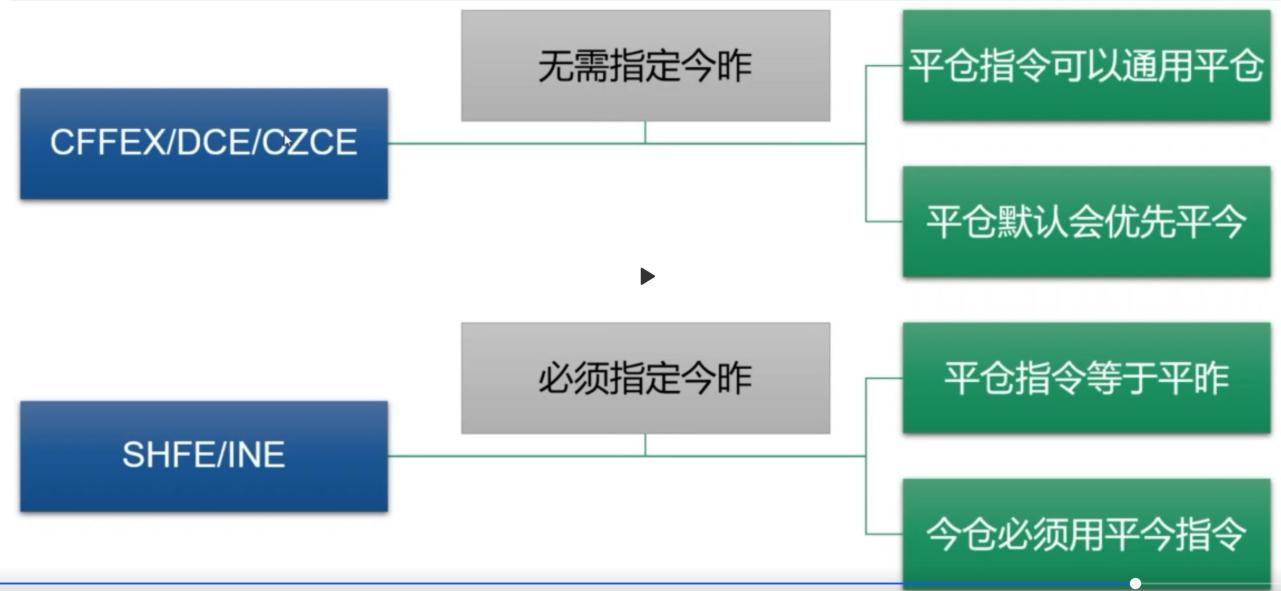 无需指定今昨
平仓指令可以通用平仓
CFFEX/DCE/CZCE
平仓默认会优先平今
必须指定今昨
平仓指令等于平昨
SHFE/INE
今仓必须用平今指令